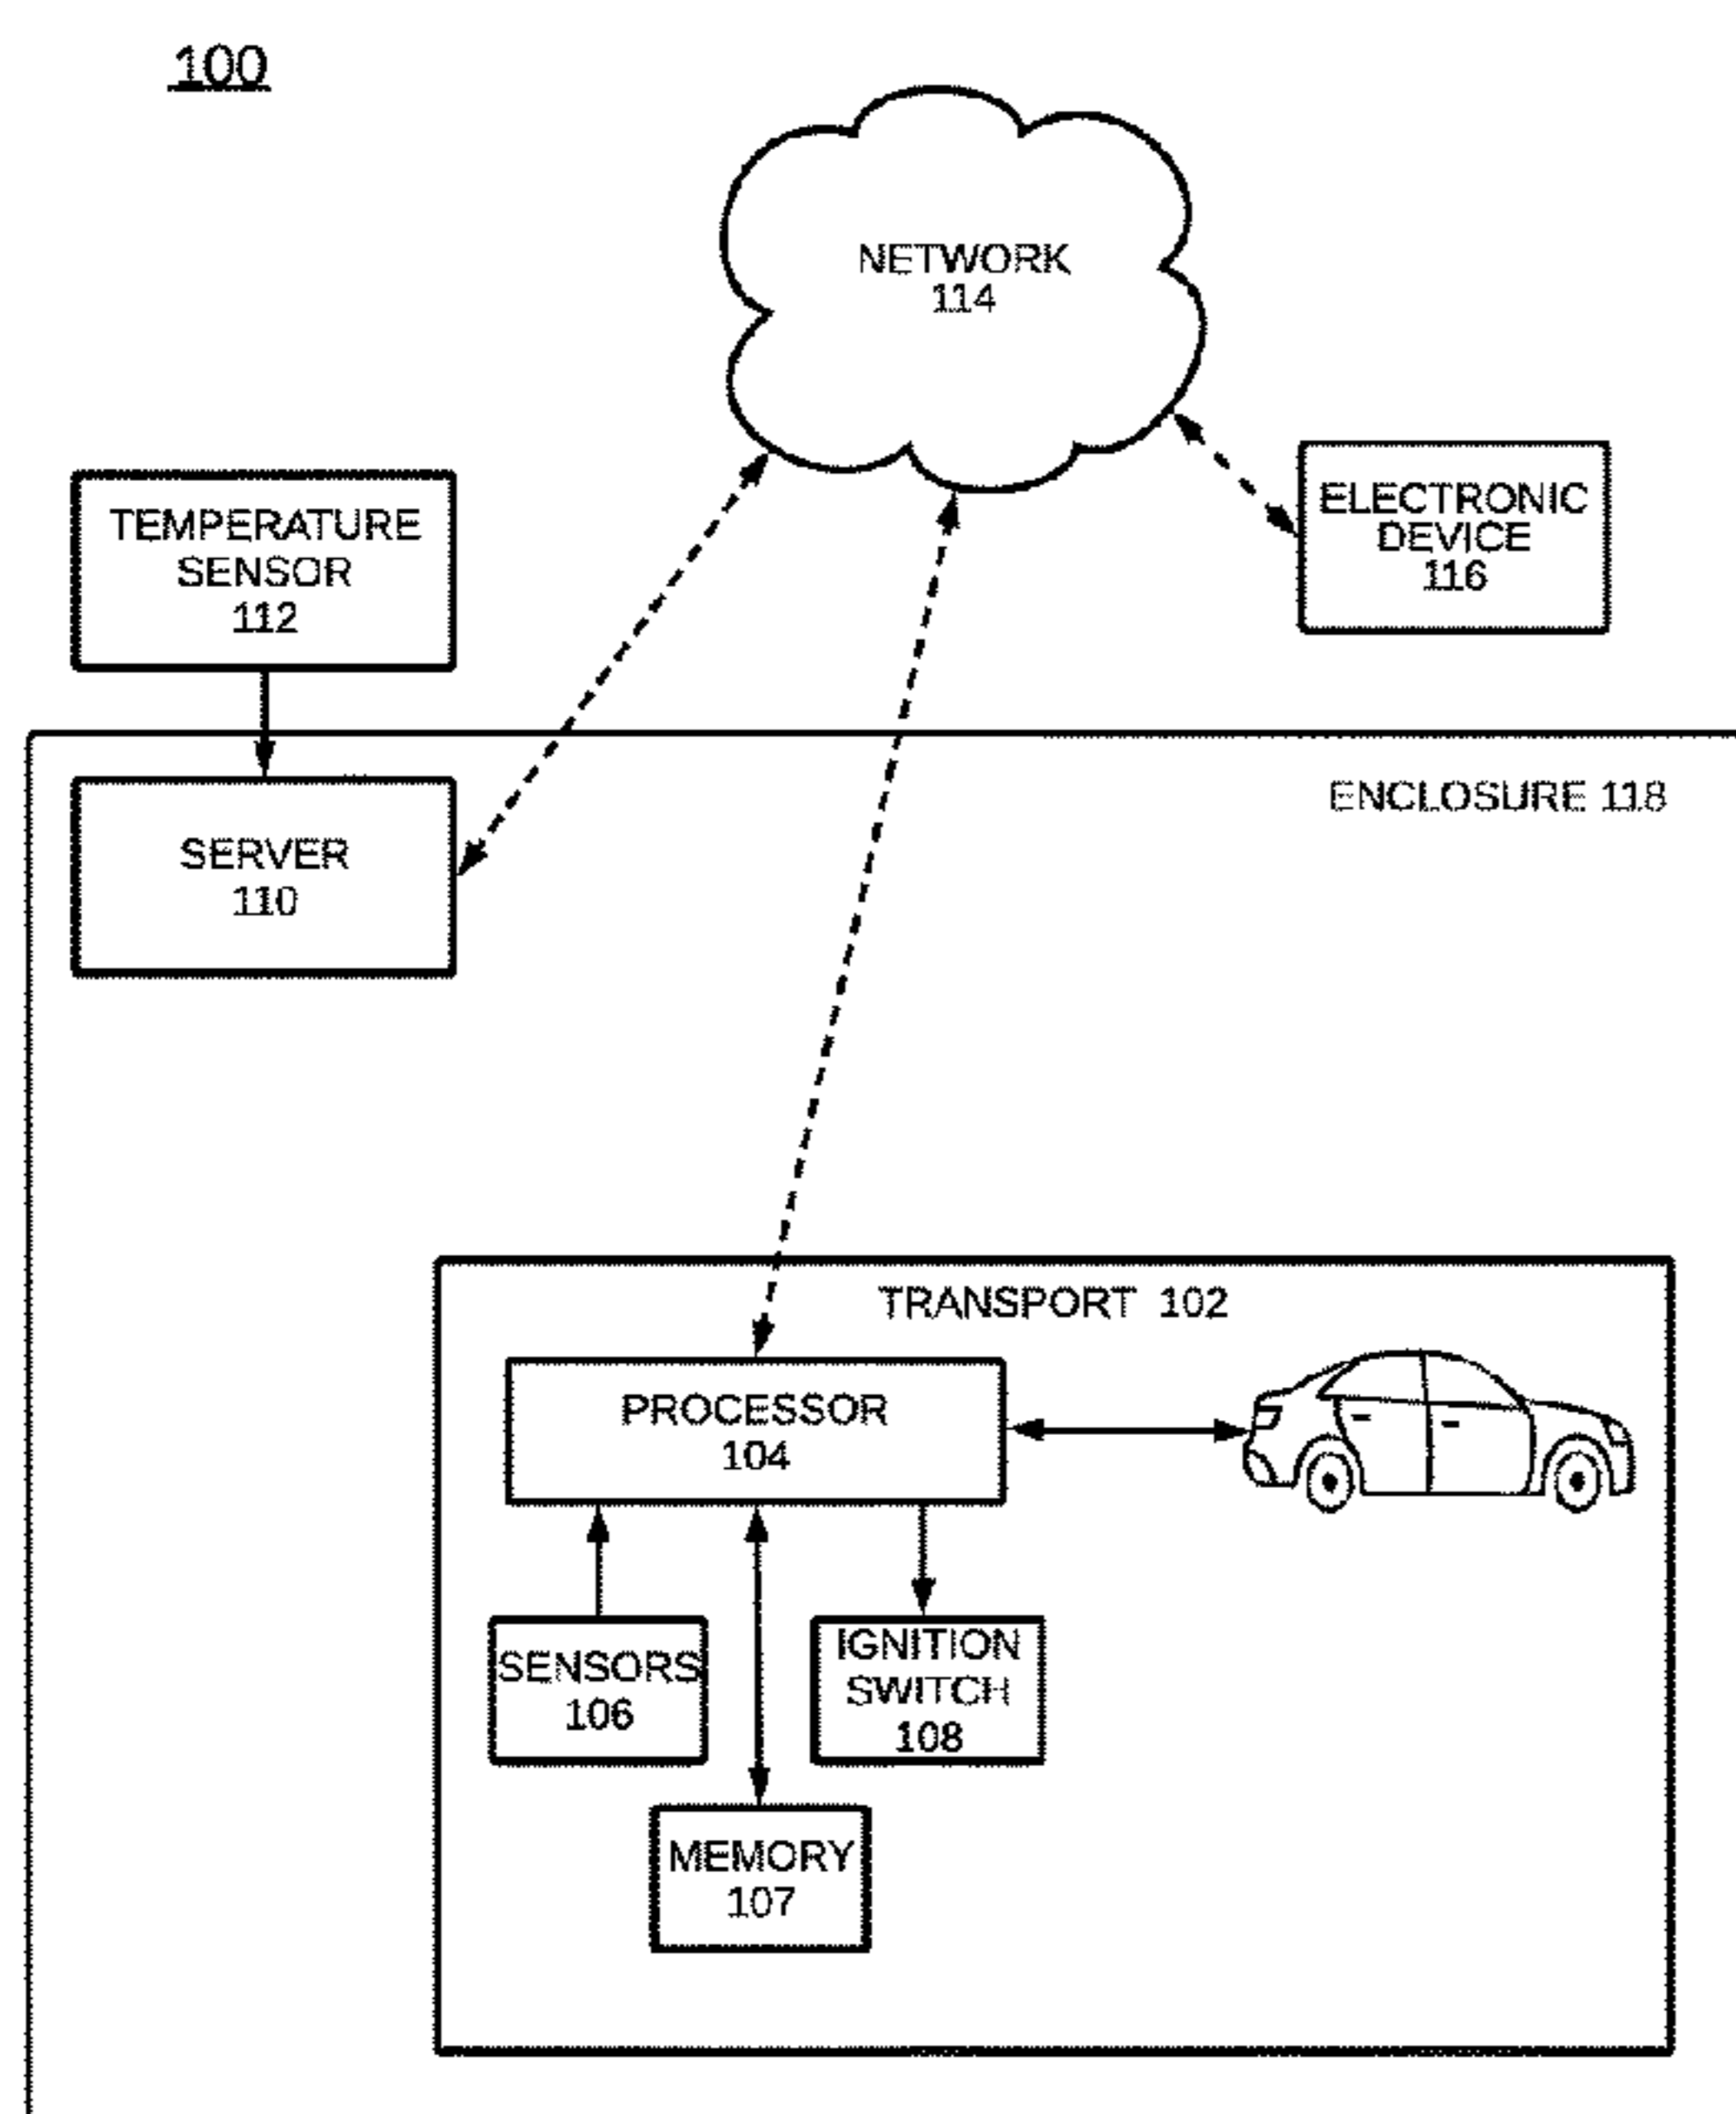 100
NETWORK
114
TEMPERATURE
SENSOR
112
ELECTRONIC
DEVICE
116
ENCLOSURE 118
SERVER
110
TRANSPORT 102
PROCESSOR
104
SENSORS
106
IGNITION
SWITCH
108
MEMORY
107